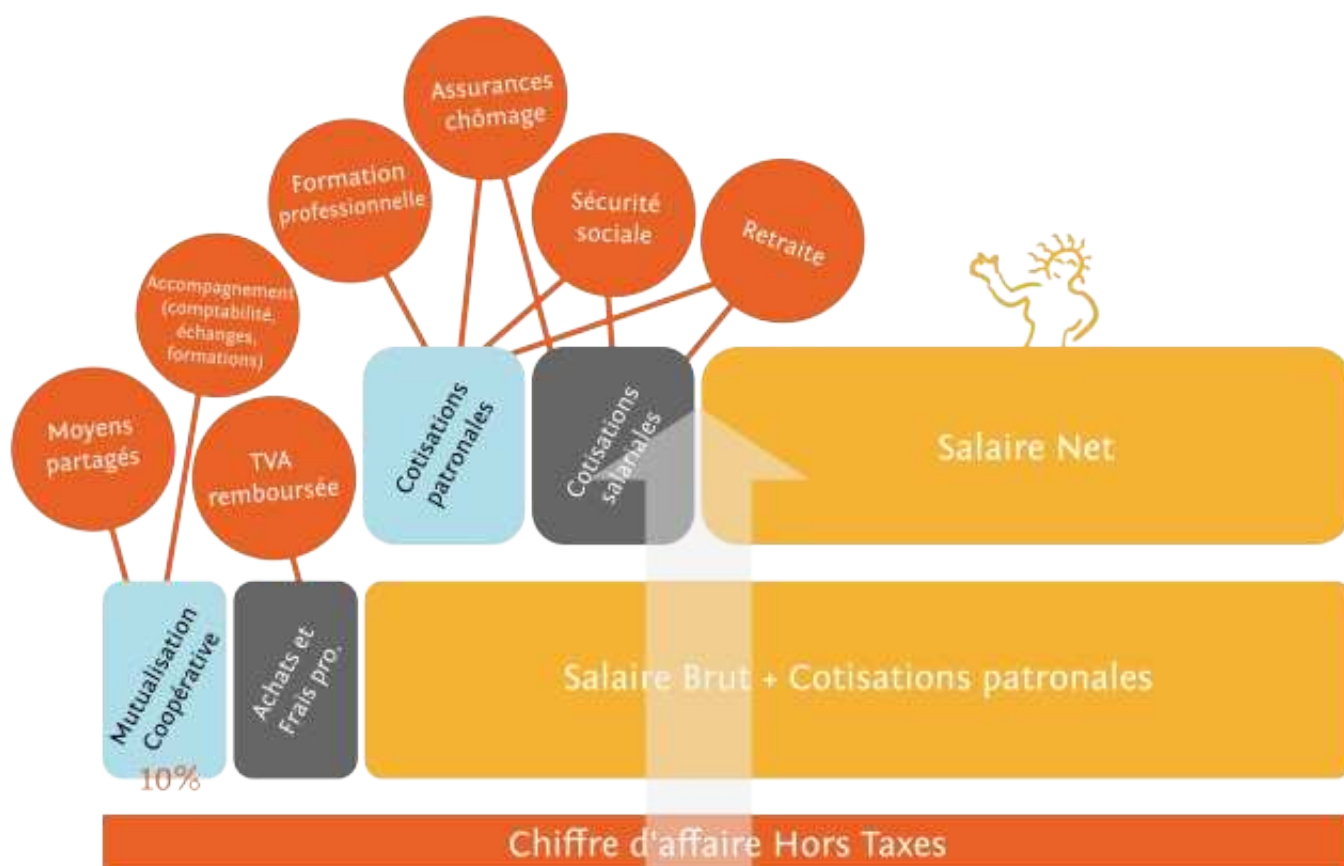 Assurances
chômage
Formation
professionnelle
Sécurité
sociale
Retraite
Accompagnement
(comptabilité,
échanges,
formations)
Moyens
partagés
TVA
remboursée
Cotisations
patronales
Cotisations
salariales
Salaire Net
Mutualisation
Coopérative
10%
Achats et
Frais pro.
Salaire Brut + Cotisations patronales
Chiffre d'affaire Hors Taxes